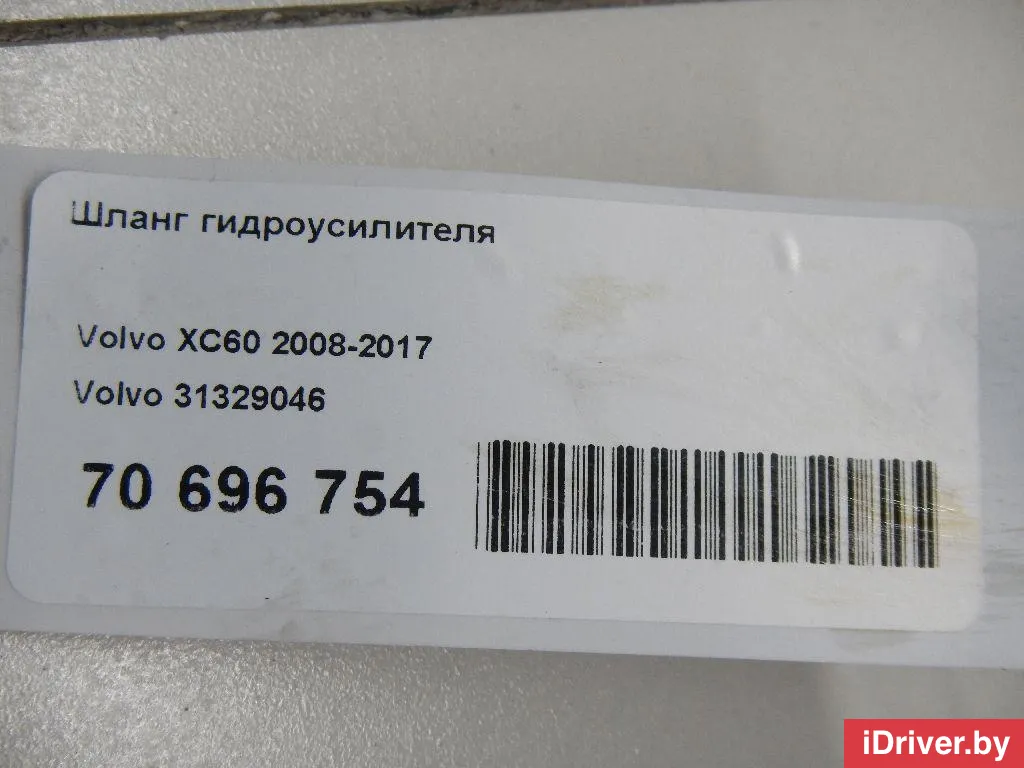 Шланг гидроусилителя
Volvo XC60 2008-2017
Volvo 31329046
70 696 754
iDriver.by